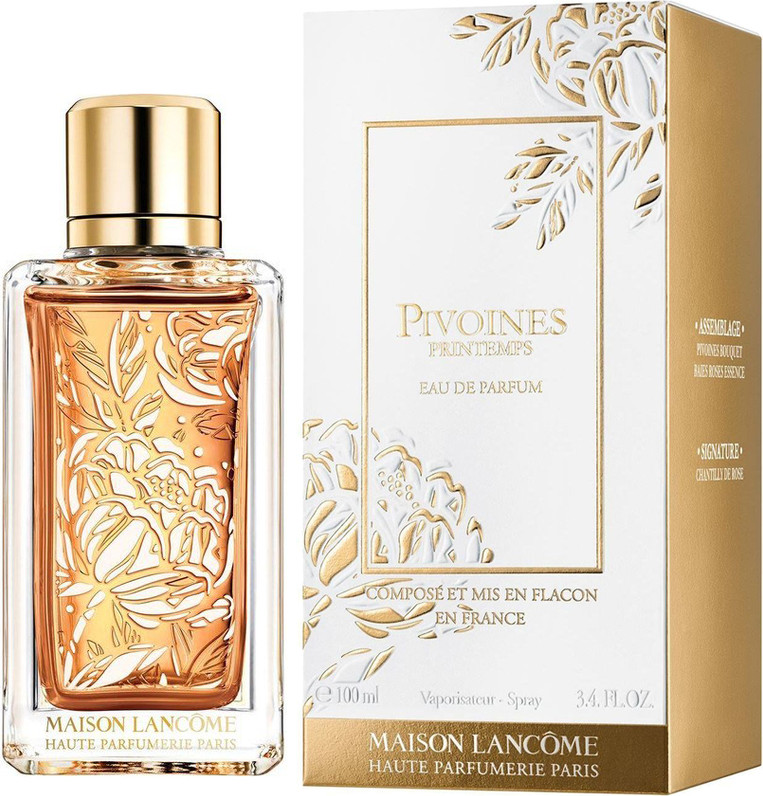 MAISON LANCÔME
HAUTE PARFUMERIE PARIS
PIVOINES
PRINTEMPS
EAU DE PARFUM
COMPOSÉ ET MIS EN FLACON
EN FRANCE
℮ 100 ml Vaporisateur - Spray 3.4. FL.OZ.
MAISON LANCÔME
HAUTE PARFUMERIE PARIS
• ASSEMBLAGE •
PIVOINES BOUQUET
BAIES ROSES ESSENCE
• SIGNATURE •
CHANTILLY DE ROSE